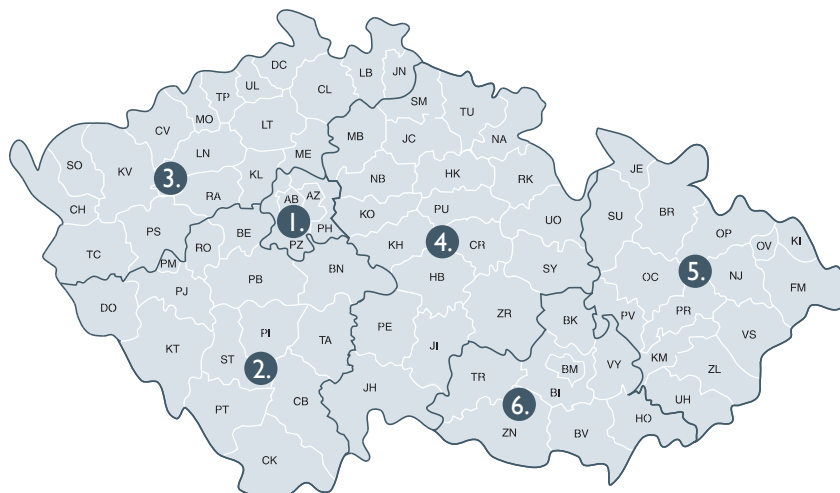 DC
LB
JN
UL
CL
TP
SM
MO
TU
CV
LT
MB
JC
NA
LN
ME
SO
KV
3.
KL
NB
HK
RK
JE
CH
RA
AB
AZ
KO
PU
SU
BR
PS
1.
PH
UO
OP
TC
RO
BE
PZ
KH
4.
CR
OV
KI
PM
BN
SY
OC
5.
NJ
PJ
PB
HB
FM
DO
PR
PI
PE
ZR
BK
PV
VS
KT
ST
TA
JI
KM
2.
BM
VY
ZL
TR
BI
PT
CB
JH
6.
UH
ZN
BV
HO
CK